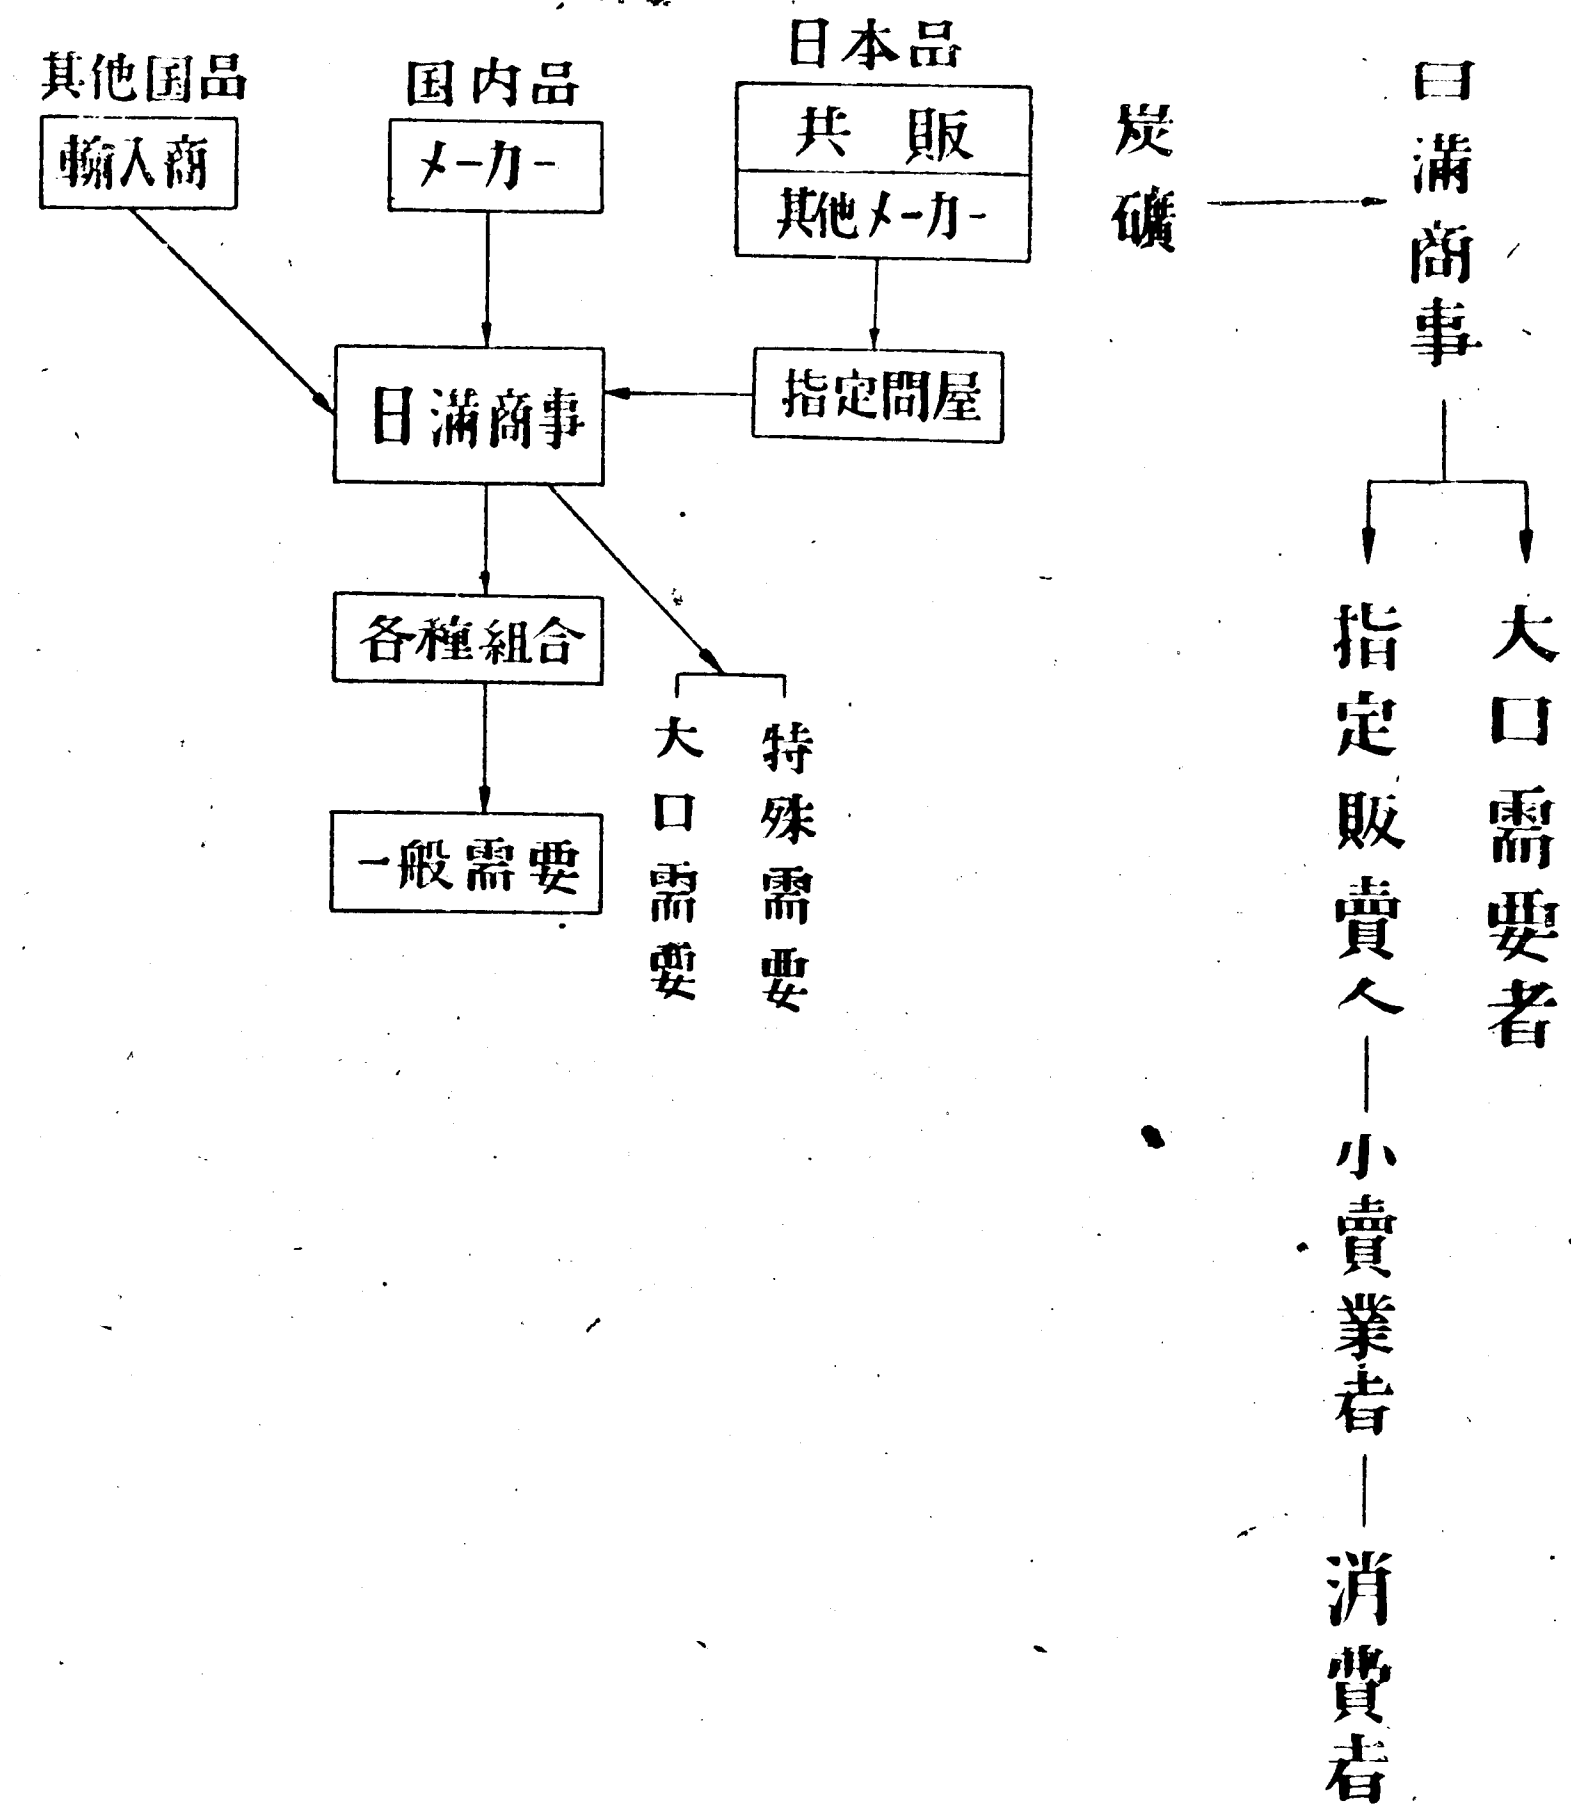 日満商事
炭礦
大口需要者
指定販賣人
小賣業者
消費者
日本品
共販
其他メーカー
指定問屋
国内品
メーカー
其他国品
輸入商
日満商事
各種組合
一般需要
特殊需要
大口需要